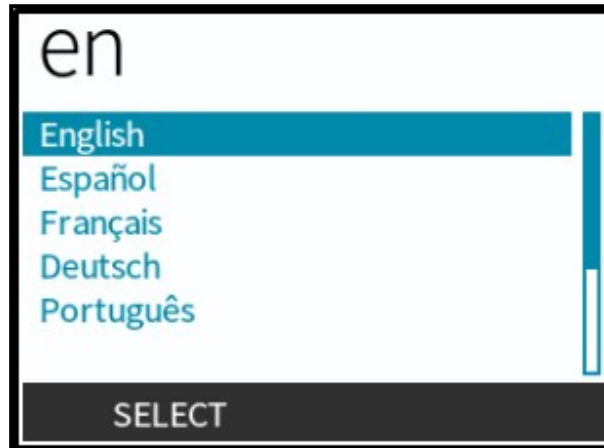 en
English
Español
Français
Deutsch
Português
SELECT